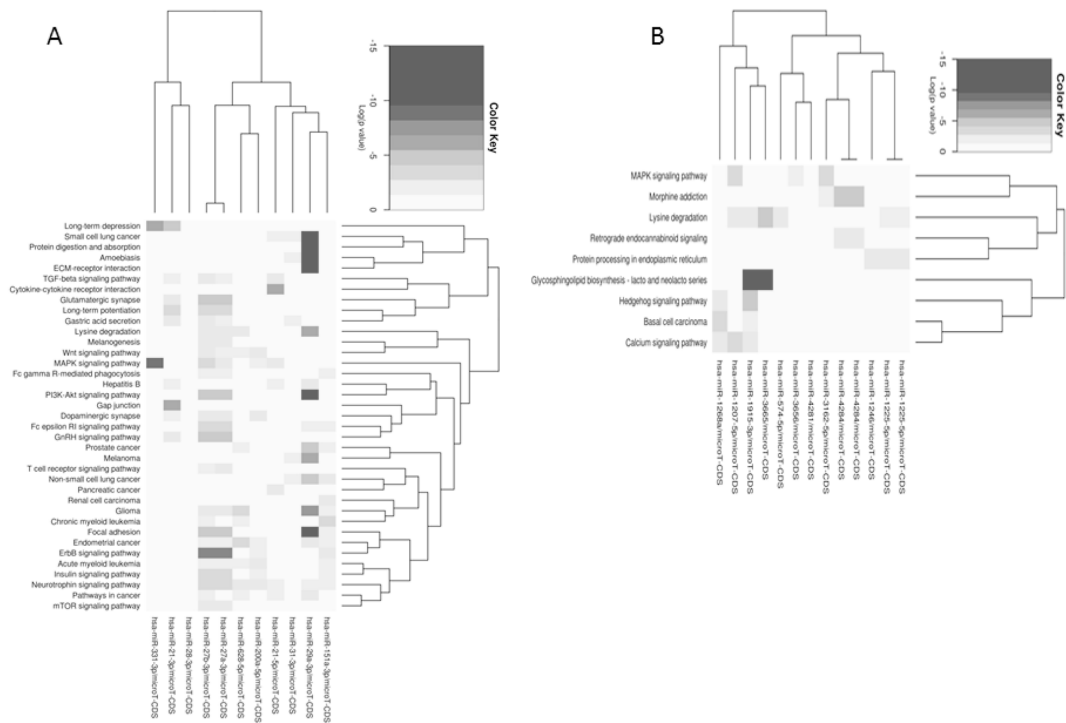 A
-15
-10
-5
0
Log(p value)
Color Key
Long-term depression
Small cell lung cancer
Protein digestion and absorption
Amoebiasis
ECM-receptor interaction
TGF-beta signaling pathway
Cytokine-cytokine receptor interaction
Glutamatergic synapse
Long-term potentiation
Gastric acid secretion
Lysine degradation
Melanogenesis
Wnt signaling pathway
MAPK signaling pathway
Fc gamma R-mediated phagocytosis
Hepatitis B
PI3K-Akt signaling pathway
Gap junction
Dopaminergic synapse
Fc epsilon RI signaling pathway
GnRH signaling pathway
Prostate cancer
Melanoma
T cell receptor signaling pathway
Non-small cell lung cancer
Pancreatic cancer
Renal cell carcinoma
Glioma
Chronic myeloid leukemia
Focal adhesion
Endometrial cancer
ErbB signaling pathway
Acute myeloid leukemia
Insulin signaling pathway
Neurotrophin signaling pathway
Pathways in cancer
mTOR signaling pathway
hsa-miR-331-3p/microT-CDS
hsa-miR-21-3p/microT-CDS
hsa-miR-28-3p/microT-CDS
hsa-miR-27b-3p/microT-CDS
hsa-miR-27a-3p/microT-CDS
hsa-miR-628-5p/microT-CDS
hsa-miR-200a-5p/microT-CDS
hsa-miR-21-5p/microT-CDS
hsa-miR-31-3p/microT-CDS
hsa-miR-29a-3p/microT-CDS
hsa-miR-151a-3p/microT-CDS
B
-15
-10
-5
0
Log(p value)
Color Key
MAPK signaling pathway
Morphine addiction
Lysine degradation
Retrograde endocannabinoid signaling
Protein processing in endoplasmic reticulum
Glycosphingolipid biosynthesis - lacto and neolacto series
Hedgehog signaling pathway
Basal cell carcinoma
Calcium signaling pathway
hsa-miR-1268a/microT-CDS
hsa-miR-1207-5p/microT-CDS
hsa-miR-1915-3p/microT-CDS
hsa-miR-3665/microT-CDS
hsa-miR-574-5p/microT-CDS
hsa-miR-3656/microT-CDS
hsa-miR-4281/microT-CDS
hsa-miR-3162-5p/microT-CDS
hsa-miR-4284/microT-CDS
hsa-miR-4284/microT-CDS
hsa-miR-1246/microT-CDS
hsa-miR-1225-5p/microT-CDS
hsa-miR-1225-5p/microT-CDS